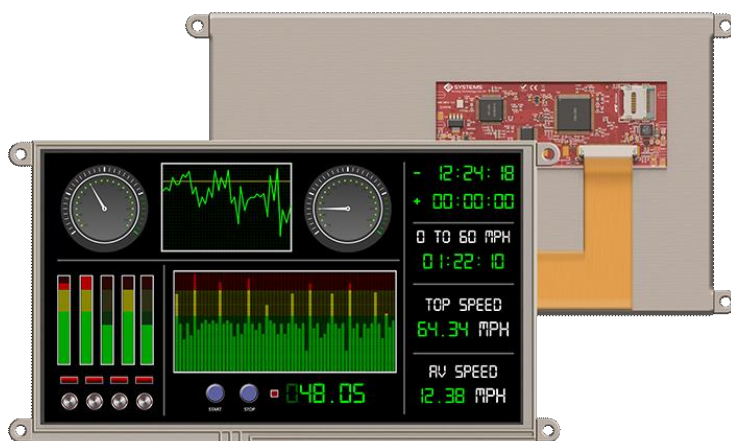 SYSTEMS
- 12:24:18
+ 00:00:00
0 TO 60 MPH
01:22:10
TOP SPEED
64.34 MPH
AV SPEED
12.38 MPH
48.05
START
STOP